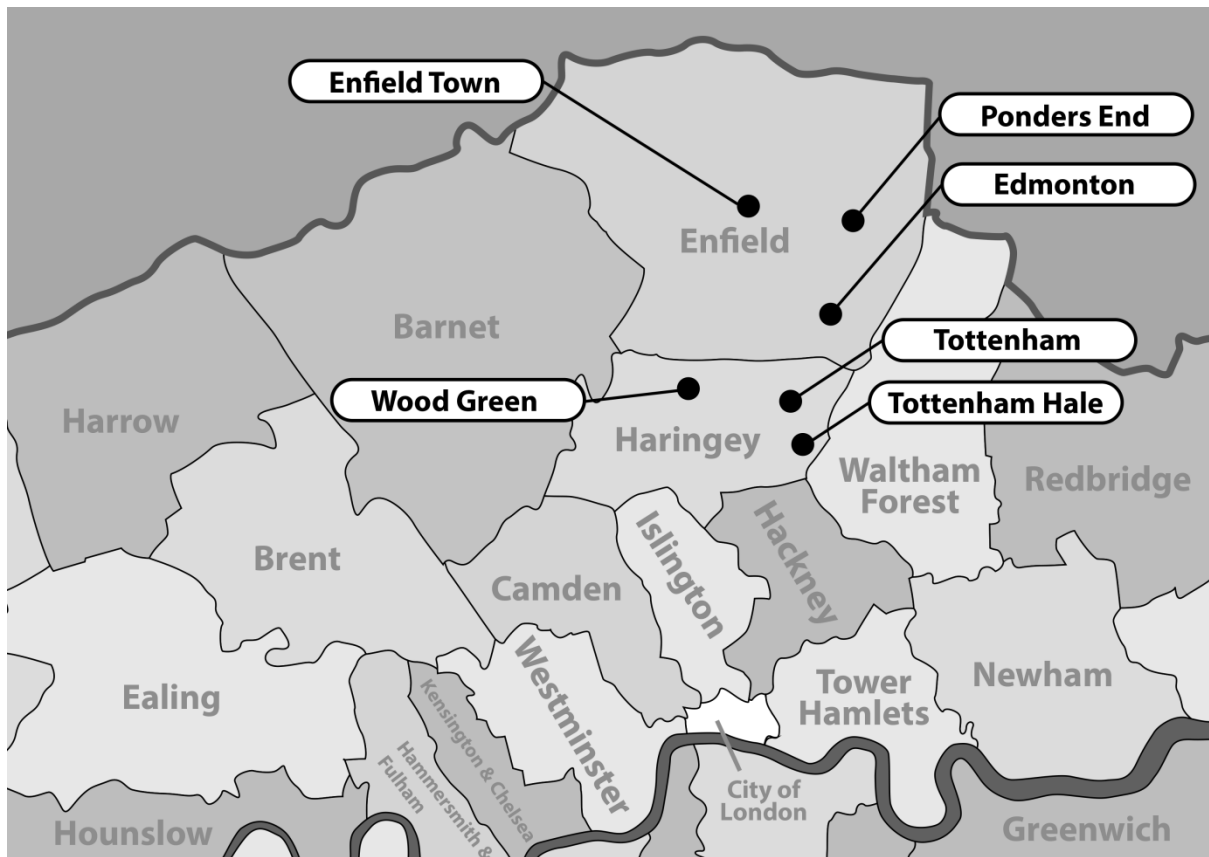 Enfield Town
Ponders End
Edmonton
Enfield
Barnet
Tottenham
Wood Green
Tottenham Hale
Harrow
Haringey
Waltham
Forest
Redbridge
Brent
Islington
Hackney
Camden
Westminster
Ealing
Kensington & Chelsea
Hammersmith &
Fulham
Tower
Hamlets
Newham
City of
London
Hounslow
Greenwich